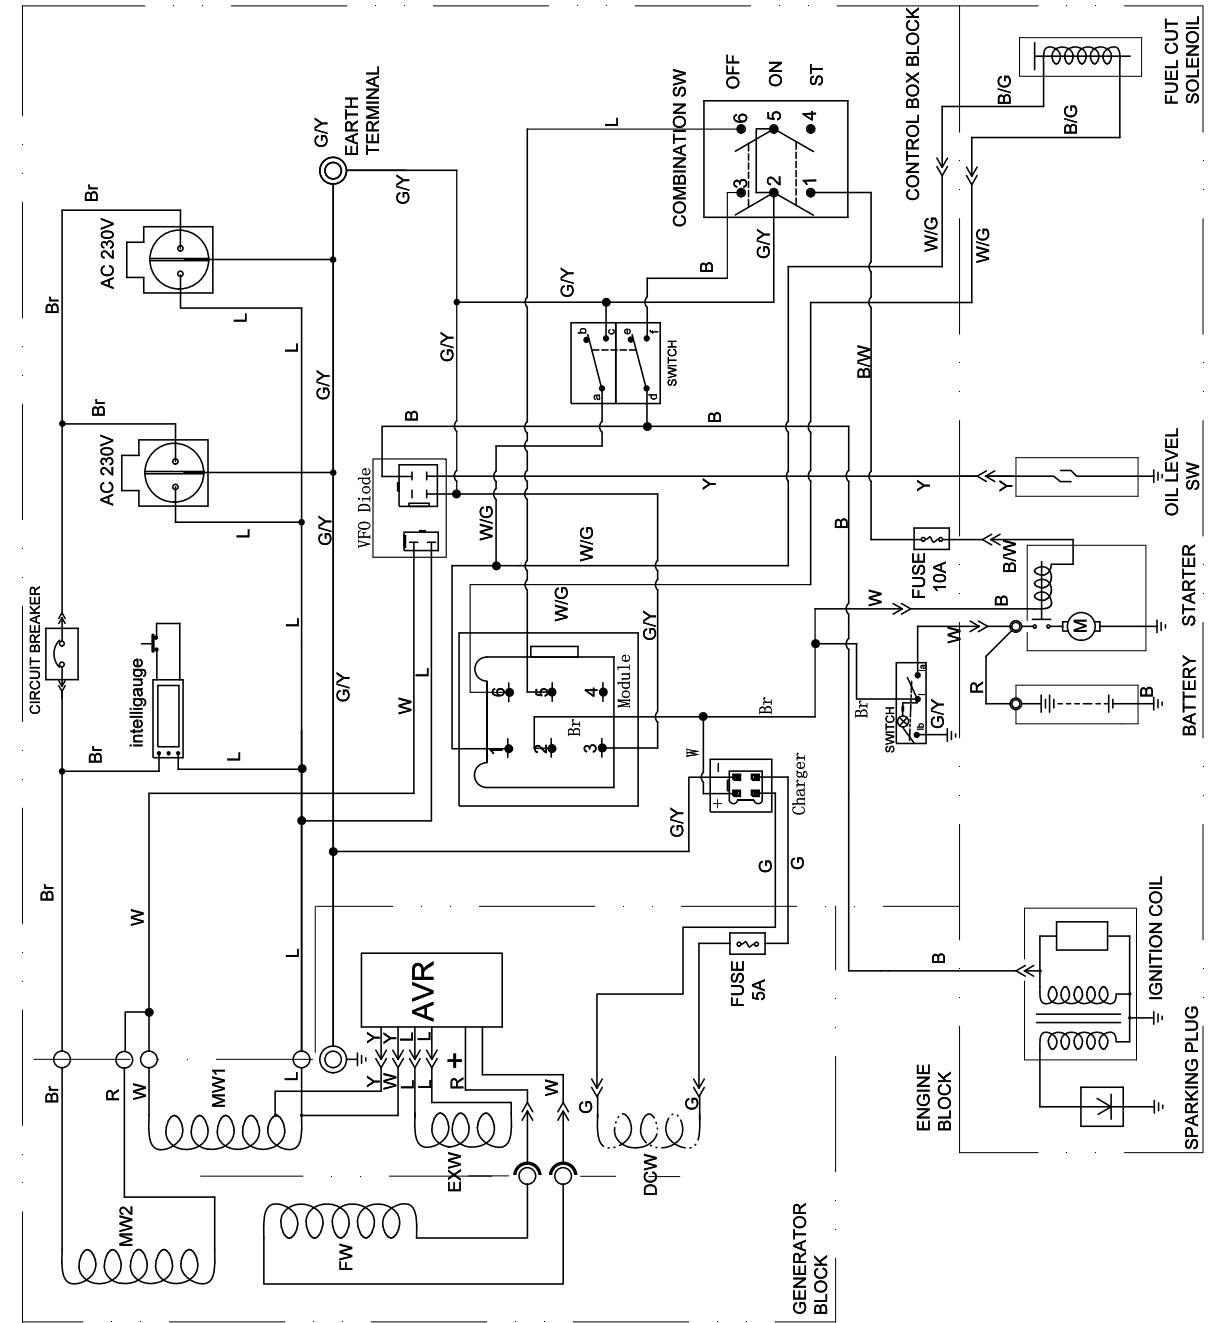 FUEL CUT
SOLENOIL
CONTROL BOX BLOCK
B/G
B/G
W/G
W/G
COMBINATION SW
OFF
ON
ST
6
5
4
3
2
1
L
G/Y
EARTH
TERMINAL
G/Y
Br
AC 230V
L
Br
L
G/Y
B
G/Y
G/Y
G/Y
B/W
b
c
e
f
a
d
SWITCH
Br
AC 230V
L
G/Y
B
B
VFO Diode
W/G
W/G
W/G
Y
Y
Y
OIL LEVEL
SW
B
FUSE
10A
B/W
STARTER
M
W
B
W
R
B
BATTERY
CIRCUIT BREAKER
intelligauge
Br
L
L
G/Y
W
L
G/Y
Module
6
5
4
1
2
3
Br
Br
Br
SWITCH
Ia
I
Ib
G/Y
W
−
+
Charger
G/Y
G
G
Br
W
L
AVR
FUSE
5A
B
IGNITION COIL
SPARKING PLUG
ENGINE
BLOCK
Y
Y
L
L
Y
W
L
L
R
+
W
G
G
Br
R
W
MW1
L
EXW
DCW
MW2
FW
GENERATOR
BLOCK